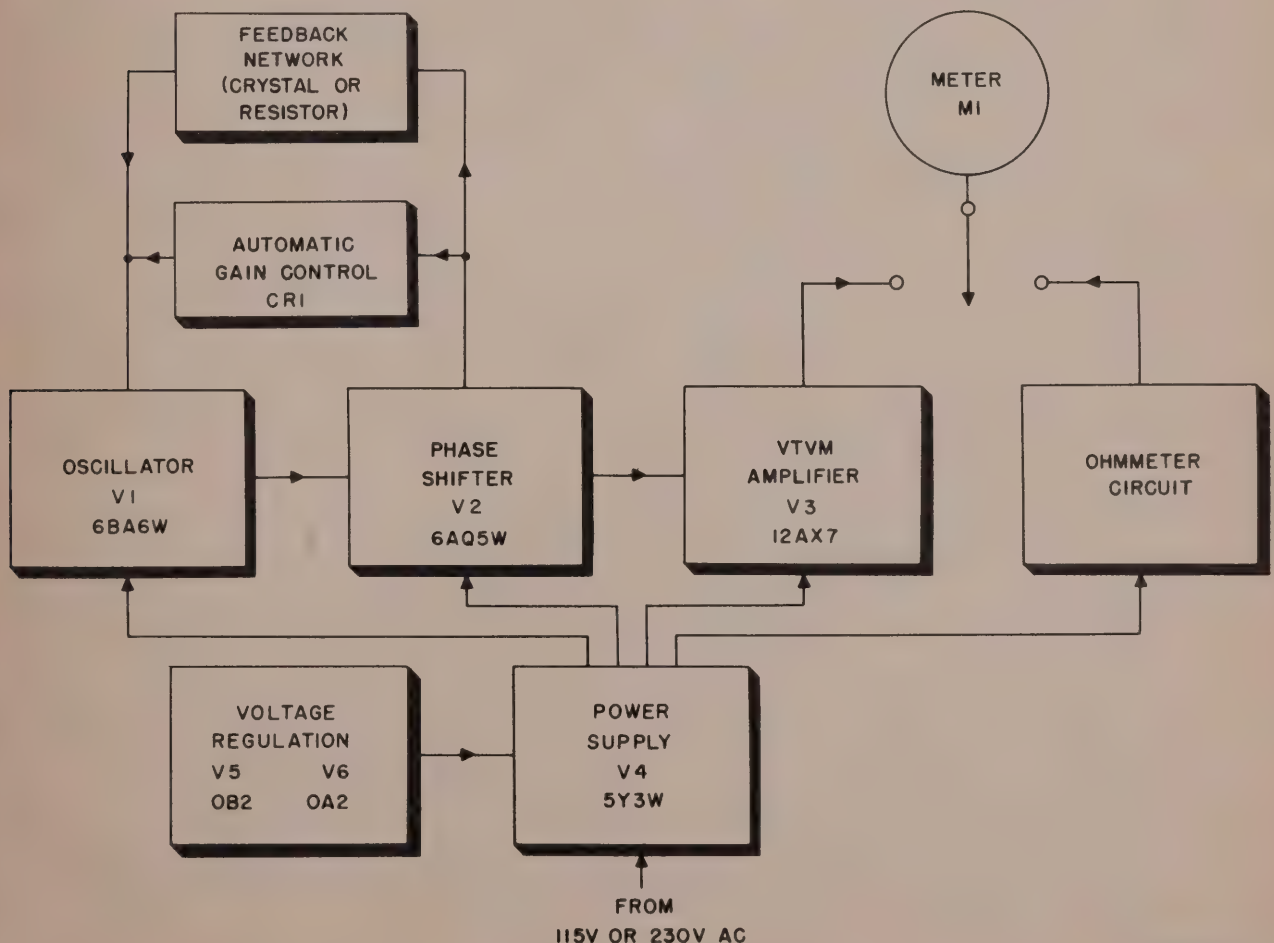 FEEDBACK
NETWORK
(CRYSTAL OR
RESISTOR)
METER
M1
AUTOMATIC
GAIN CONTROL
CR1
OSCILLATOR
V1
6BA6W
PHASE
SHIFTER
V2
6AQ5W
VTVM
AMPLIFIER
V3
12AX7
OHMMETER
CIRCUIT
VOLTAGE
REGULATION
V5 V6
OB2 OA2
POWER
SUPPLY
V4
5Y3W
FROM
115V OR 230V AC